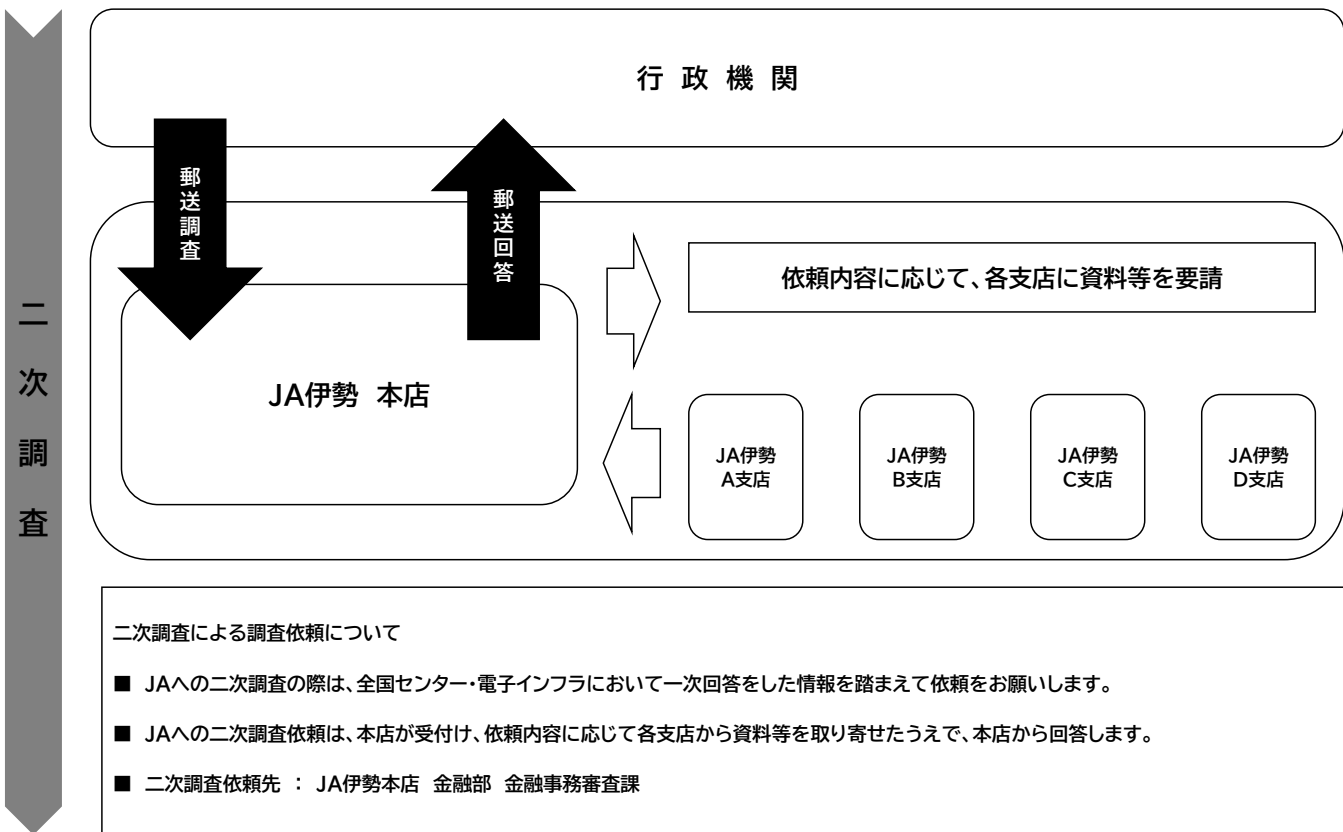 行政機関
郵送調査
郵送回答
依頼内容に応じて、各支店に資料等を要請
JA伊勢 本店
JA伊勢
A支店
JA伊勢
B支店
JA伊勢
C支店
JA伊勢
D支店
二次調査
二次調査による調査依頼について
■ JAへの二次調査の際は、全国センター・電子インフラにおいて一次回答をした情報を踏まえて依頼をお願いします。
■ JAへの二次調査依頼は、本店が受付け、依頼内容に応じて各支店から資料等を取り寄せたうえで、本店から回答します。
■ 二次調査依頼先 : JA伊勢本店 金融部 金融事務審査課